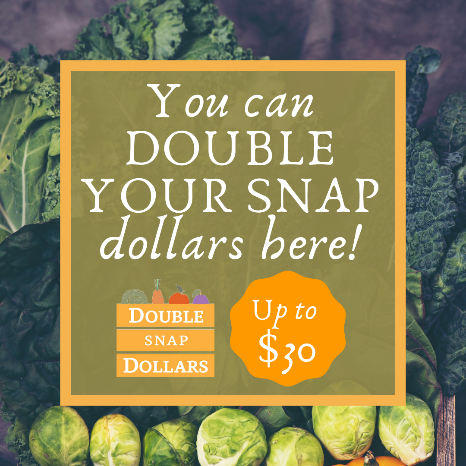 You can
DOUBLE
YOUR SNAP
dollars here!
DOUBLE
SNAP
DOLLARS
Up to
$30